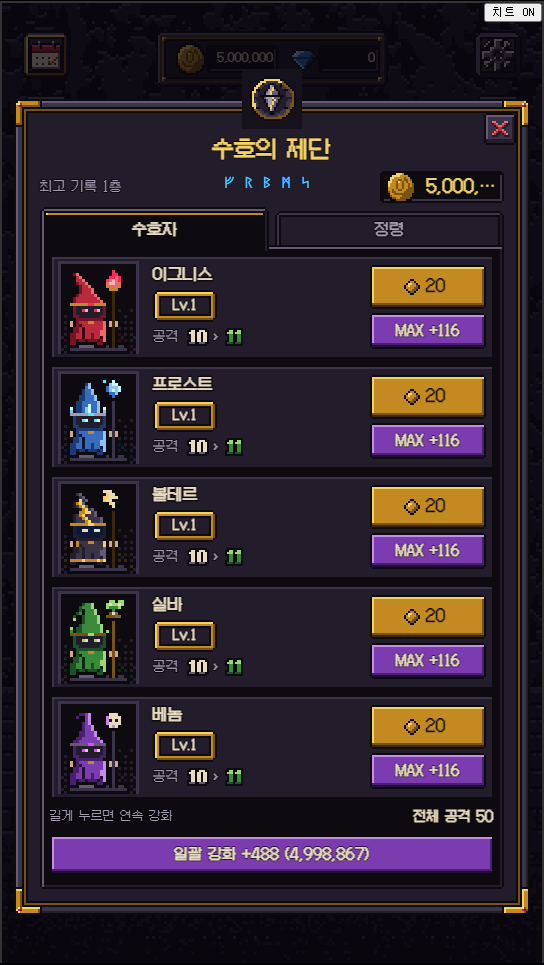 치트 ON
5,000,000
0
수호의 제단
ᚠ ᚱ ᛒ ᛗ ᛋ
최고 기록 1층
5,000,…
수호자
정령
이그니스
Lv.1
공격 10 › 11
20
MAX +116
프로스트
Lv.1
공격 10 › 11
20
MAX +116
볼테르
Lv.1
공격 10 › 11
20
MAX +116
실바
Lv.1
공격 10 › 11
20
MAX +116
베놈
Lv.1
공격 10 › 11
20
MAX +116
길게 누르면 연속 강화
전체 공격 50
일괄 강화 +488 (4,998,867)